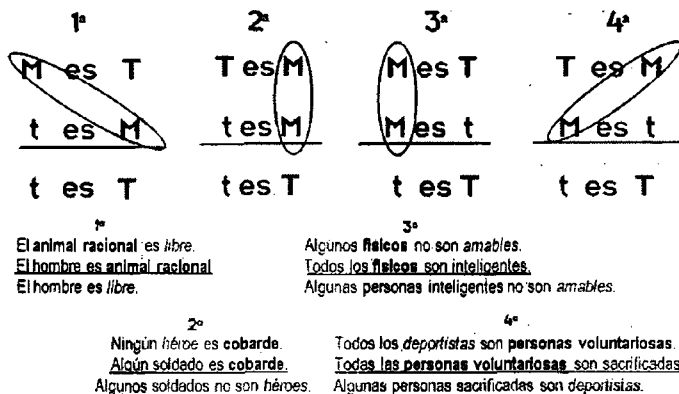 1ª 2ª 3ª 4ª
M es T T es M M es T T es M
t es M t es M M es t M es t
t es T t es T t es T t es T
1ª
El animal racional es libre.
El hombre es animal racional
El hombre es libre.
3ª
Algunos físicos no son amables.
Todos los físicos son inteligentes.
Algunas personas inteligentes no son amables.
2ª
Ningún héroe es cobarde.
Algún soldado es cobarde.
Algunos soldados no son héroes.
4ª
Todos los deportistas son personas voluntariosas.
Todas las personas voluntariosas son sacrificadas
Algunas personas sacrificadas son deportistas.